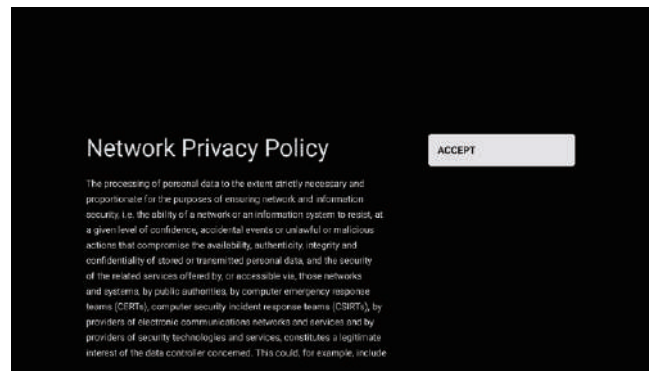 Network Privacy Policy
ACCEPT
The processing of personal data to the extent strictly necessary and
proportionate for the purposes of ensuring network and information
security, i.e. the ability of a network or an information system to resist, at
a given level of confidence, accidental events or unlawful or malicious
actions that compromise the availability, authenticity, integrity and
confidentiality of stored or transmitted personal data, and the security
of the related services offered by, or accessible via, those networks
and systems, by public authorities, by computer emergency response
teams (CERTs), computer security incident response teams (CSIRTs), by
providers of electronic communications networks and services and by
providers of security technologies and services, constitutes a legitimate
interest of the data controller concerned. This could, for example, include